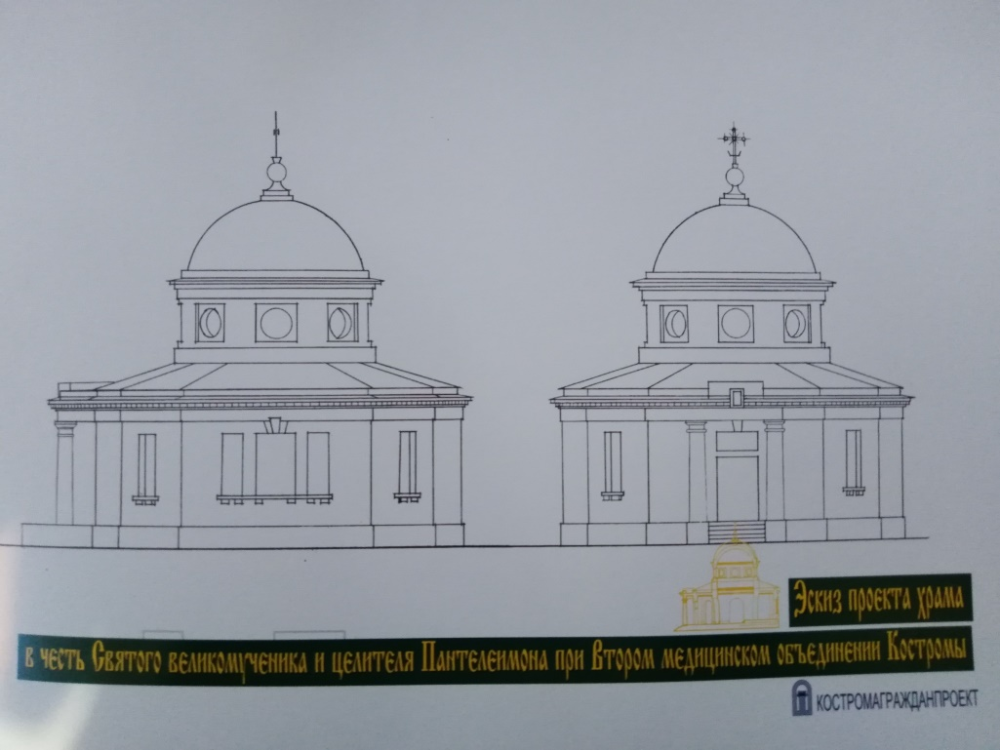 Эскиз проекта храма
в честь Святого великомученика и целителя Пантелеимона при Втором медицинском объединении Костромы
КОСТРОМАГРАЖДАНПРОЕКТ